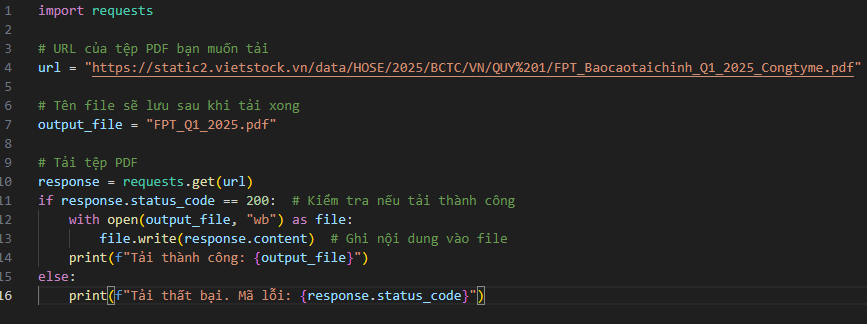 1 import requests
2
3 # URL của tệp PDF bạn muốn tải
4 url = "https://static2.vietstock.vn/data/HOSE/2025/BCTC/VN/QUY%201/FPT_Baocaotaichinh_Q1_2025_Congtyme.pdf"
5
6 # Tên file sẽ lưu sau khi tải xong
7 output_file = "FPT_Q1_2025.pdf"
8
9 # Tải tệp PDF
10 response = requests.get(url)
11 if response.status_code == 200:  # Kiểm tra nếu tải thành công
12     with open(output_file, "wb") as file:
13         file.write(response.content)  # Ghi nội dung vào file
14     print(f"Tải thành công: {output_file}")
15 else:
16     print(f"Tải thất bại. Mã lỗi: {response.status_code}")